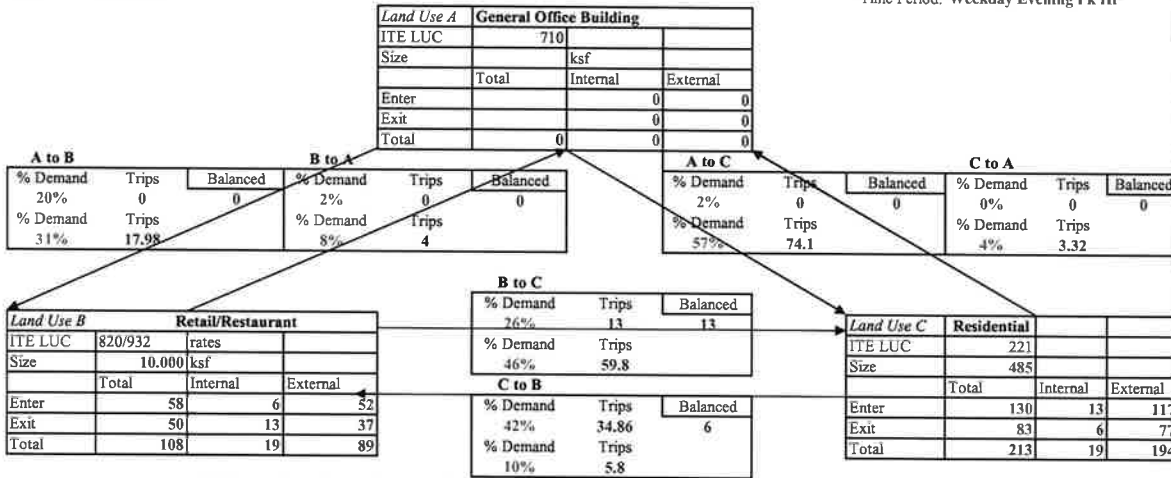 Time Period: Weekday Evening Pk Hr
Land Use A General Office Building
ITE LUC 710
Size ksf
Total Internal External
Enter 0 0
Exit 0 0
Total 0 0 0
A to B B to A
% Demand Trips Balanced % Demand Trips Balanced
20% 0 0 2% 0 0
% Demand Trips % Demand Trips
31% 17.98 8% 4
A to C C to A
% Demand Trips Balanced % Demand Trips Balanced
2% 0 0 0% 0 0
% Demand Trips % Demand Trips
57% 74.1 4% 3.32
B to C
% Demand Trips Balanced
26% 13 13
% Demand Trips
46% 59.8
C to B
% Demand Trips Balanced
42% 34.86 6
% Demand Trips
10% 5.8
Land Use B Retail/Restaurant
ITE LUC 820/932 rates
Size 10.000 ksf
Total Internal External
Enter 58 6 52
Exit 50 13 37
Total 108 19 89
Land Use C Residential
ITE LUC 221
Size 485
Total Internal External
Enter 130 13 117
Exit 83 6 77
Total 213 19 194